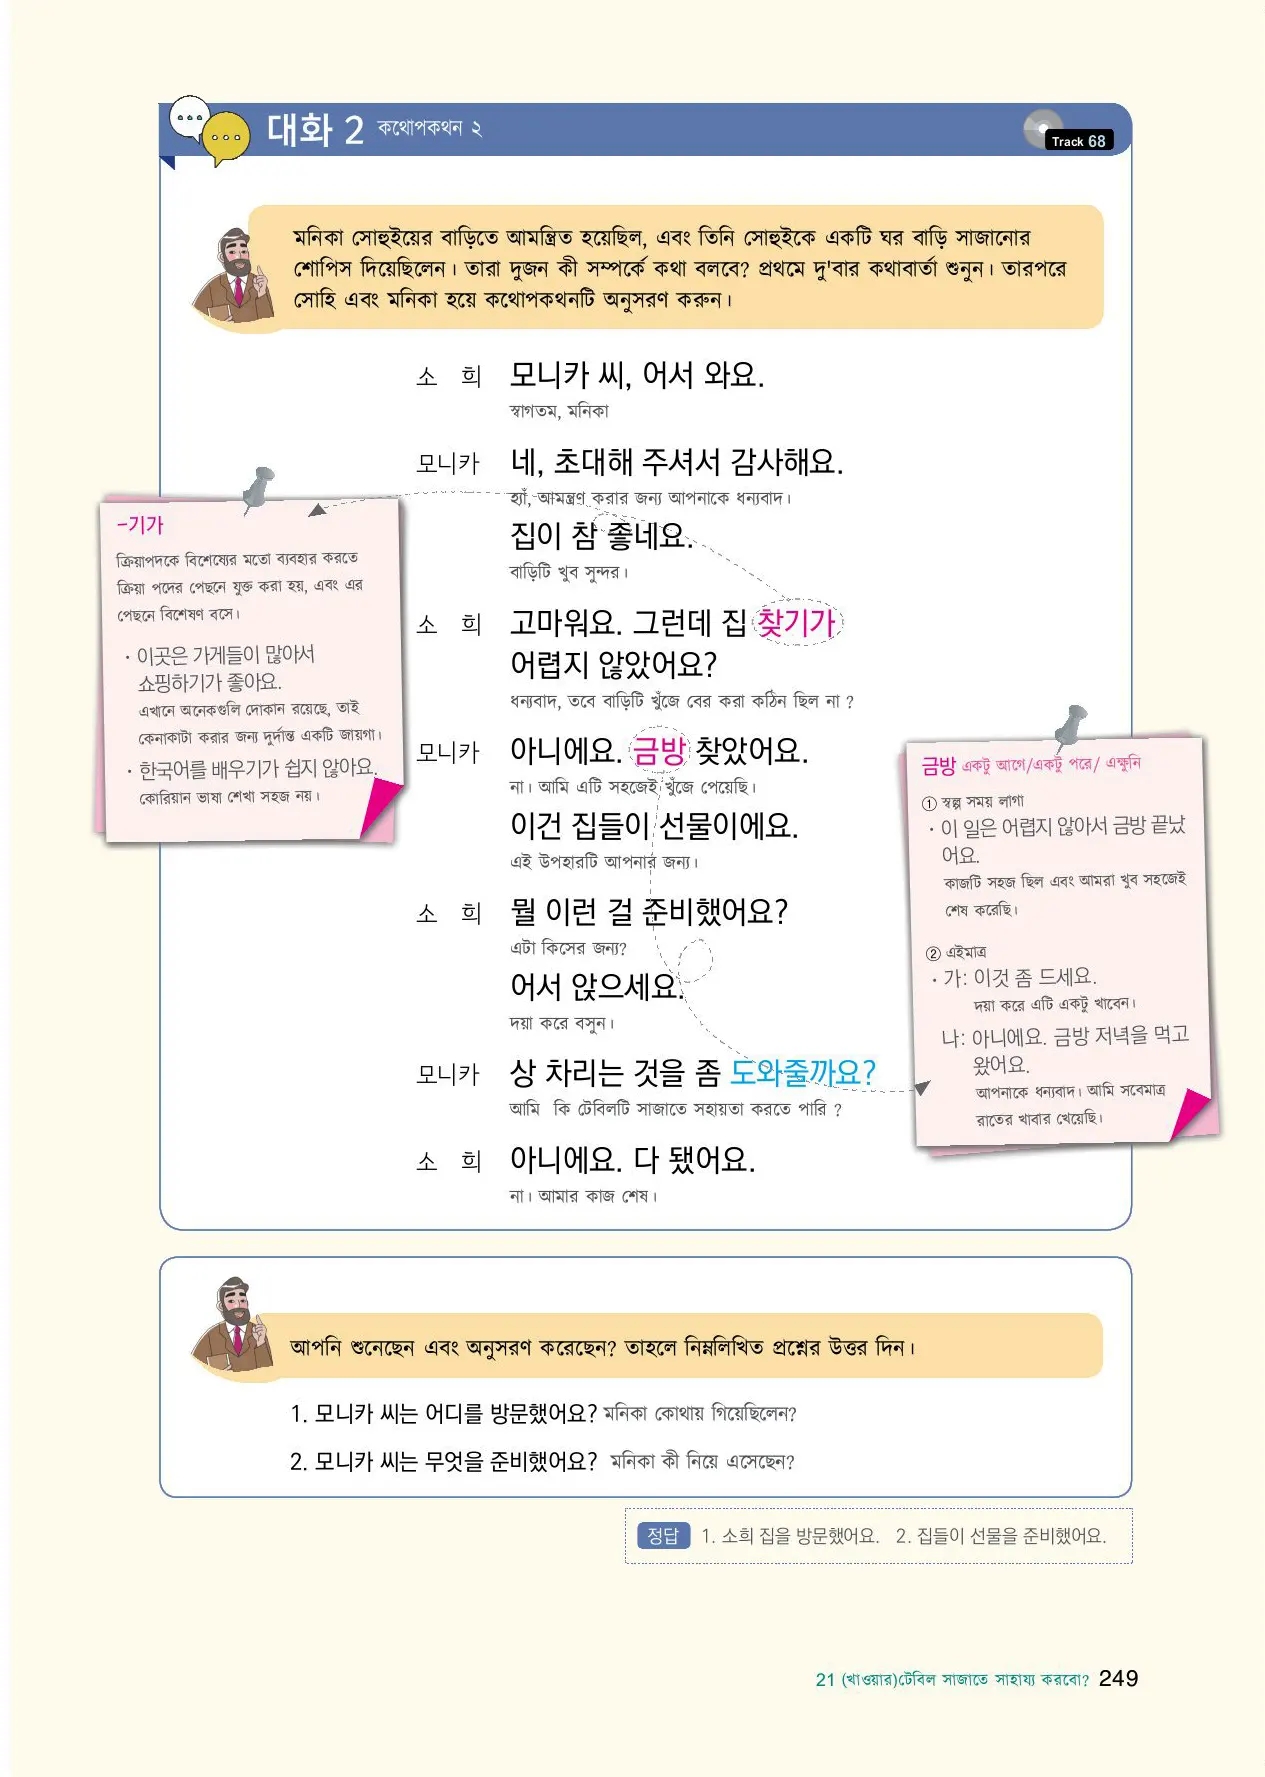 대화 2 কথোপকথন ২
Track 68
মনিকা সোহুইয়ের বাড়িতে আমন্ত্রিত হয়েছিল, এবং তিনি সোহুইকে একটি ঘর বাড়ি সাজানোর
শোপিস দিয়েছিলেন। তারা দুজন কী সম্পর্কে কথা বলবে? প্রথমে দু'বার কথাবার্তা শুনুন। তারপরে
সোহি এবং মনিকা হয়ে কথোপকথনটি অনুসরণ করুন।
소 희 모니카 씨, 어서 와요.
স্বাগতম, মনিকা
모니카 네, 초대해 주셔서 감사해요.
হ্যাঁ, আমন্ত্রণ করার জন্য আপনাকে ধন্যবাদ।
집이 참 좋네요.
বাড়িটি খুব সুন্দর।
소 희 고마워요. 그런데 집 찾기가
어렵지 않았어요?
ধন্যবাদ, তবে বাড়িটি খুঁজে বের করা কঠিন ছিল না ?
모니카 아니에요. 금방 찾았어요.
না। আমি এটি সহজেই খুঁজে পেয়েছি।
이건 집들이 선물이에요.
এই উপহারটি আপনার জন্য।
소 희 뭘 이런 걸 준비했어요?
এটা কিসের জন্য?
어서 앉으세요.
দয়া করে বসুন।
모니카 상 차리는 것을 좀 도와줄까요?
আমি কি টেবিলটি সাজাতে সহায়তা করতে পারি ?
소 희 아니에요. 다 됐어요.
না। আমার কাজ শেষ।
-기가
ক্রিয়াপদকে বিশেষ্যের মতো ব্যবহার করতে
ক্রিয়া পদের পেছনে যুক্ত করা হয়, এবং এর
পেছনে বিশেষণ বসে।
· 이곳은 가게들이 많아서
쇼핑하기가 좋아요.
এখানে অনেকগুলি দোকান রয়েছে, তাই
কেনাকাটা করার জন্য দুর্দান্ত একটি জায়গা।
· 한국어를 배우기가 쉽지 않아요.
কোরিয়ান ভাষা শেখা সহজ নয়।
금방 একটু আগে/একটু পরে/ এক্ষুনি
① স্বল্প সময় লাগা
· 이 일은 어렵지 않아서 금방 끝났
어요.
কাজটি সহজ ছিল এবং আমরা খুব সহজেই
শেষ করেছি।
② এইমাত্র
· 가: 이것 좀 드세요.
দয়া করে এটি একটু খাবেন।
나: 아니에요. 금방 저녁을 먹고
왔어요.
আপনাকে ধন্যবাদ। আমি সবেমাত্র
রাতের খাবার খেয়েছি।
আপনি শুনেছেন এবং অনুসরণ করেছেন? তাহলে নিম্নলিখিত প্রশ্নের উত্তর দিন।
1. 모니카 씨는 어디를 방문했어요? মনিকা কোথায় গিয়েছিলেন?
2. 모니카 씨는 무엇을 준비했어요? মনিকা কী নিয়ে এসেছেন?
정답 1. 소희 집을 방문했어요. 2. 집들이 선물을 준비했어요.
21 (খাওয়ার)টেবিল সাজাতে সাহায্য করবো? 249